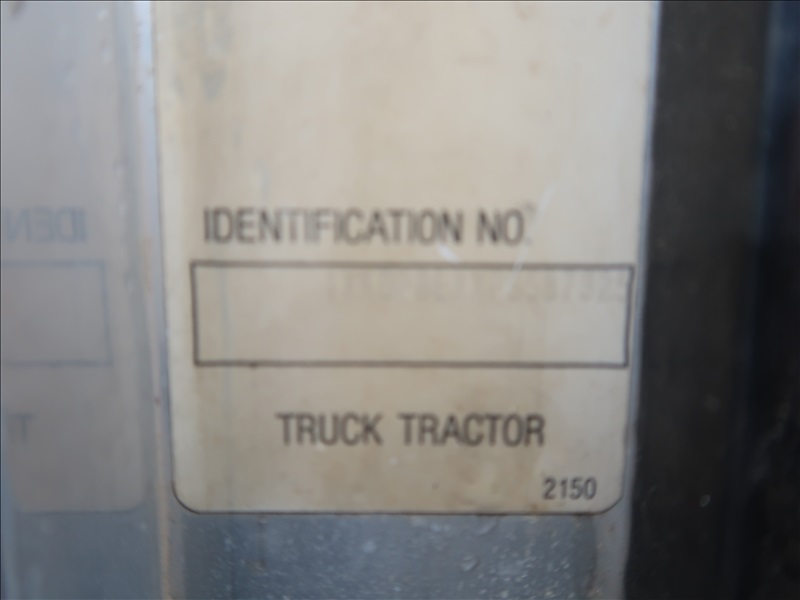 IDENTIFICATION NO.
TRUCK TRACTOR
2150